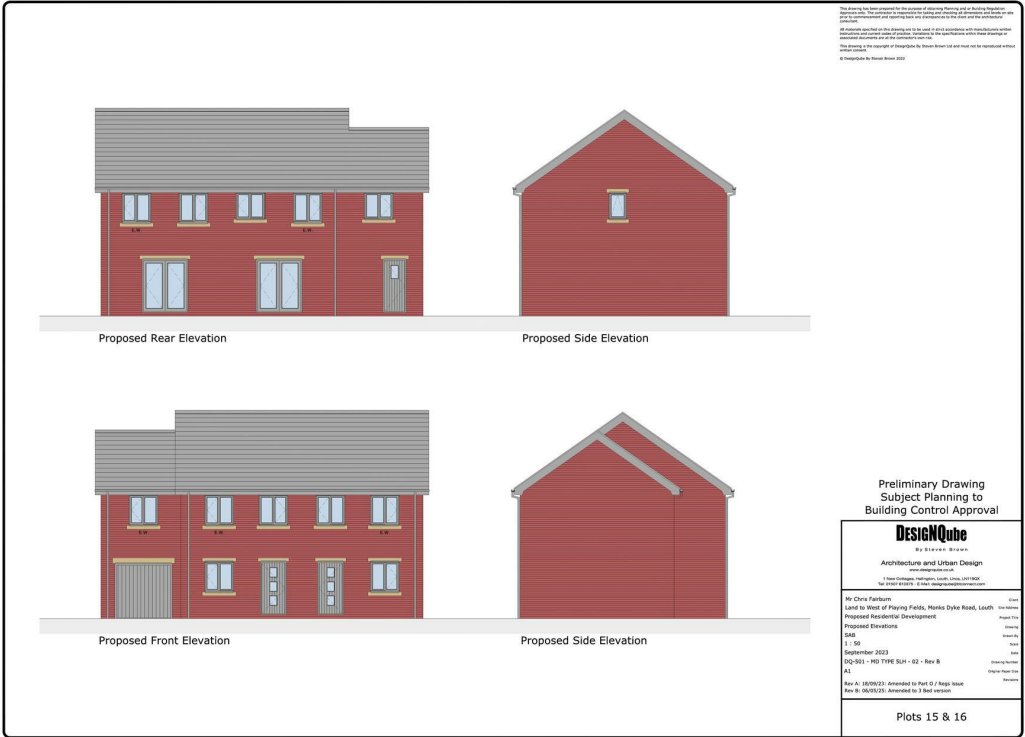 This drawing has been prepared for the purpose of obtaining Planning and or Building Regulation
Approvals only. The contractor is responsible for taking and checking all dimensions and levels on site
prior to commencement and reporting back any discrepancies to the client and the architectural
consultant.
All materials specified on this drawing are to be used in strict accordance with manufacturers written
instructions and current codes of practice. Variations to the specifications within these drawings or
associated documents are at the contractor's own risk.
This drawing is the copyright of DesignQube By Steven Brown Ltd and must not be reproduced without
written consent.
© DesignQube By Steven Brown 2023
E.W
E.W
Proposed Rear Elevation
Proposed Side Elevation
E.W
E.W
E.W
Proposed Front Elevation
Proposed Side Elevation
Preliminary Drawing
Subject Planning to
Building Control Approval
DESIGNQube
By Steven Brown
Architecture and Urban Design
www.designqube.co.uk
Mr Chris Fairburn Client
Land to West of Playing Fields, Monks Dyke Road, Louth Site Address
Proposed Residential Development Project Title
Proposed Elevations Drawing
SAB Drawn By
1 : 50 Scale
September 2023 Date
DQ-501 - MD TYPE SLH - 02 - Rev B Drawing Number
A1 Original Paper Size
Revisions
Rev A: 18/09/23: Amended to Part O / Regs issue
Rev B: 06/05/25: Amended to 3 Bed version
Plots 15 & 16